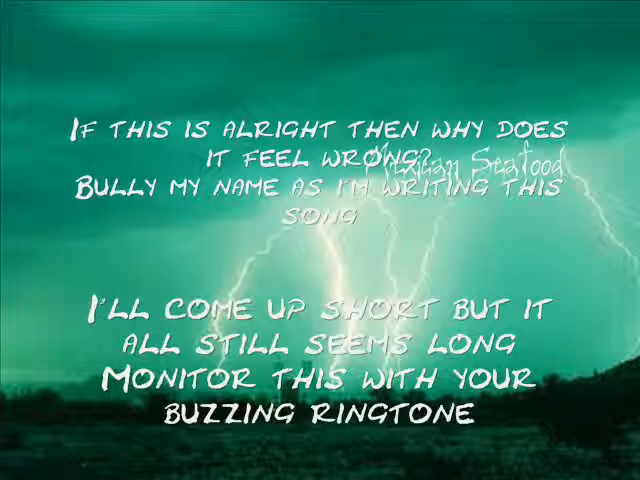 If this is alright then why does
it feel wrong?
Mexican Seafood
Bully my name as I'm writing this
song
I'll come up short but it
all still seems long
Monitor this with your
buzzing ringtone